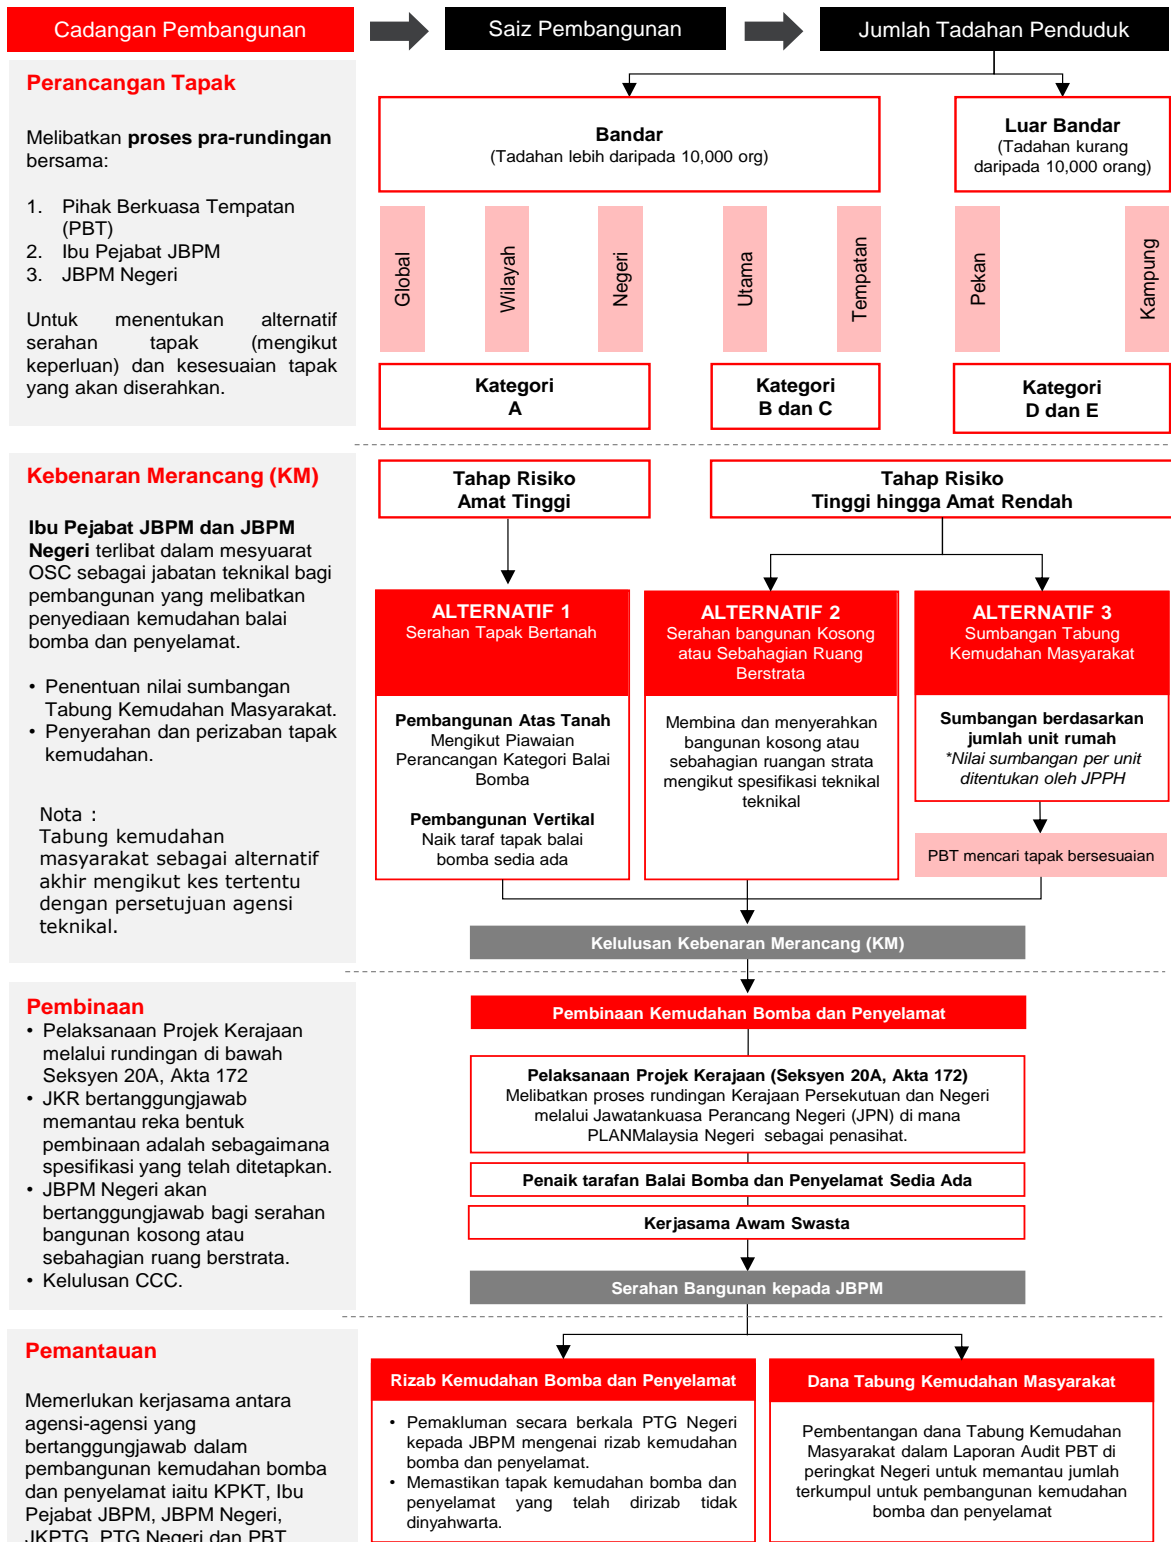 Cadangan Pembangunan
Saiz Pembangunan
Jumlah Tadahan Penduduk
Perancangan Tapak
Melibatkan proses pra-rundingan
bersama:
1. Pihak Berkuasa Tempatan
(PBT)
2. Ibu Pejabat JBPM
3. JBPM Negeri
Untuk menentukan alternatif
serahan tapak (mengikut
keperluan) dan kesesuaian tapak
yang akan diserahkan.
Bandar
(Tadahan lebih daripada 10,000 org)
Luar Bandar
(Tadahan kurang
daripada 10,000 orang)
Global
Wilayah
Negeri
Utama
Tempatan
Pekan
Kampung
Kategori
A
Kategori
B dan C
Kategori
D dan E
Kebenaran Merancang (KM)
Ibu Pejabat JBPM dan JBPM
Negeri terlibat dalam mesyuarat
OSC sebagai jabatan teknikal bagi
pembangunan yang melibatkan
penyediaan kemudahan balai
bomba dan penyelamat.
• Penentuan nilai sumbangan
Tabung Kemudahan Masyarakat.
• Penyerahan dan perizaban tapak
kemudahan.
Nota :
Tabung kemudahan
masyarakat sebagai alternatif
akhir mengikut kes tertentu
dengan persetujuan agensi
teknikal.
Tahap Risiko
Amat Tinggi
Tahap Risiko
Tinggi hingga Amat Rendah
ALTERNATIF 1
Serahan Tapak Bertanah
Pembangunan Atas Tanah
Mengikut Piawaian
Perancangan Kategori Balai
Bomba
Pembangunan Vertikal
Naik taraf tapak balai
bomba sedia ada
ALTERNATIF 2
Serahan bangunan Kosong
atau Sebahagian Ruang
Berstrata
Membina dan menyerahkan
bangunan kosong atau
sebahagian ruangan strata
mengikut spesifikasi teknikal
teknikal
ALTERNATIF 3
Sumbangan Tabung
Kemudahan Masyarakat
Sumbangan berdasarkan
jumlah unit rumah
*Nilai sumbangan per unit
ditentukan oleh JPPH
PBT mencari tapak bersesuaian
Kelulusan Kebenaran Merancang (KM)
Pembinaan
• Pelaksanaan Projek Kerajaan
melalui rundingan di bawah
Seksyen 20A, Akta 172
• JKR bertanggungjawab
memantau reka bentuk
pembinaan adalah sebagaimana
spesifikasi yang telah ditetapkan.
• JBPM Negeri akan
bertanggungjawab bagi serahan
bangunan kosong atau
sebahagian ruang berstrata.
• Kelulusan CCC.
Pembinaan Kemudahan Bomba dan Penyelamat
Pelaksanaan Projek Kerajaan (Seksyen 20A, Akta 172)
Melibatkan proses rundingan Kerajaan Persekutuan dan Negeri
melalui Jawatankuasa Perancang Negeri (JPN) di mana
PLANMalaysia Negeri sebagai penasihat.
Penaik tarafan Balai Bomba dan Penyelamat Sedia Ada
Kerjasama Awam Swasta
Serahan Bangunan kepada JBPM
Pemantauan
Memerlukan kerjasama antara
agensi-agensi yang
bertanggungjawab dalam
pembangunan kemudahan bomba
dan penyelamat iaitu KPKT, Ibu
Pejabat JBPM, JBPM Negeri,
JKPTG, PTG Negeri dan PBT
Rizab Kemudahan Bomba dan Penyelamat
• Pemakluman secara berkala PTG Negeri
kepada JBPM mengenai rizab kemudahan
bomba dan penyelamat.
• Memastikan tapak kemudahan bomba dan
penyelamat yang telah dirizab tidak
dinyahwarta.
Dana Tabung Kemudahan Masyarakat
Pembentangan dana Tabung Kemudahan
Masyarakat dalam Laporan Audit PBT di
peringkat Negeri untuk memantau jumlah
terkumpul untuk pembangunan kemudahan
bomba dan penyelamat